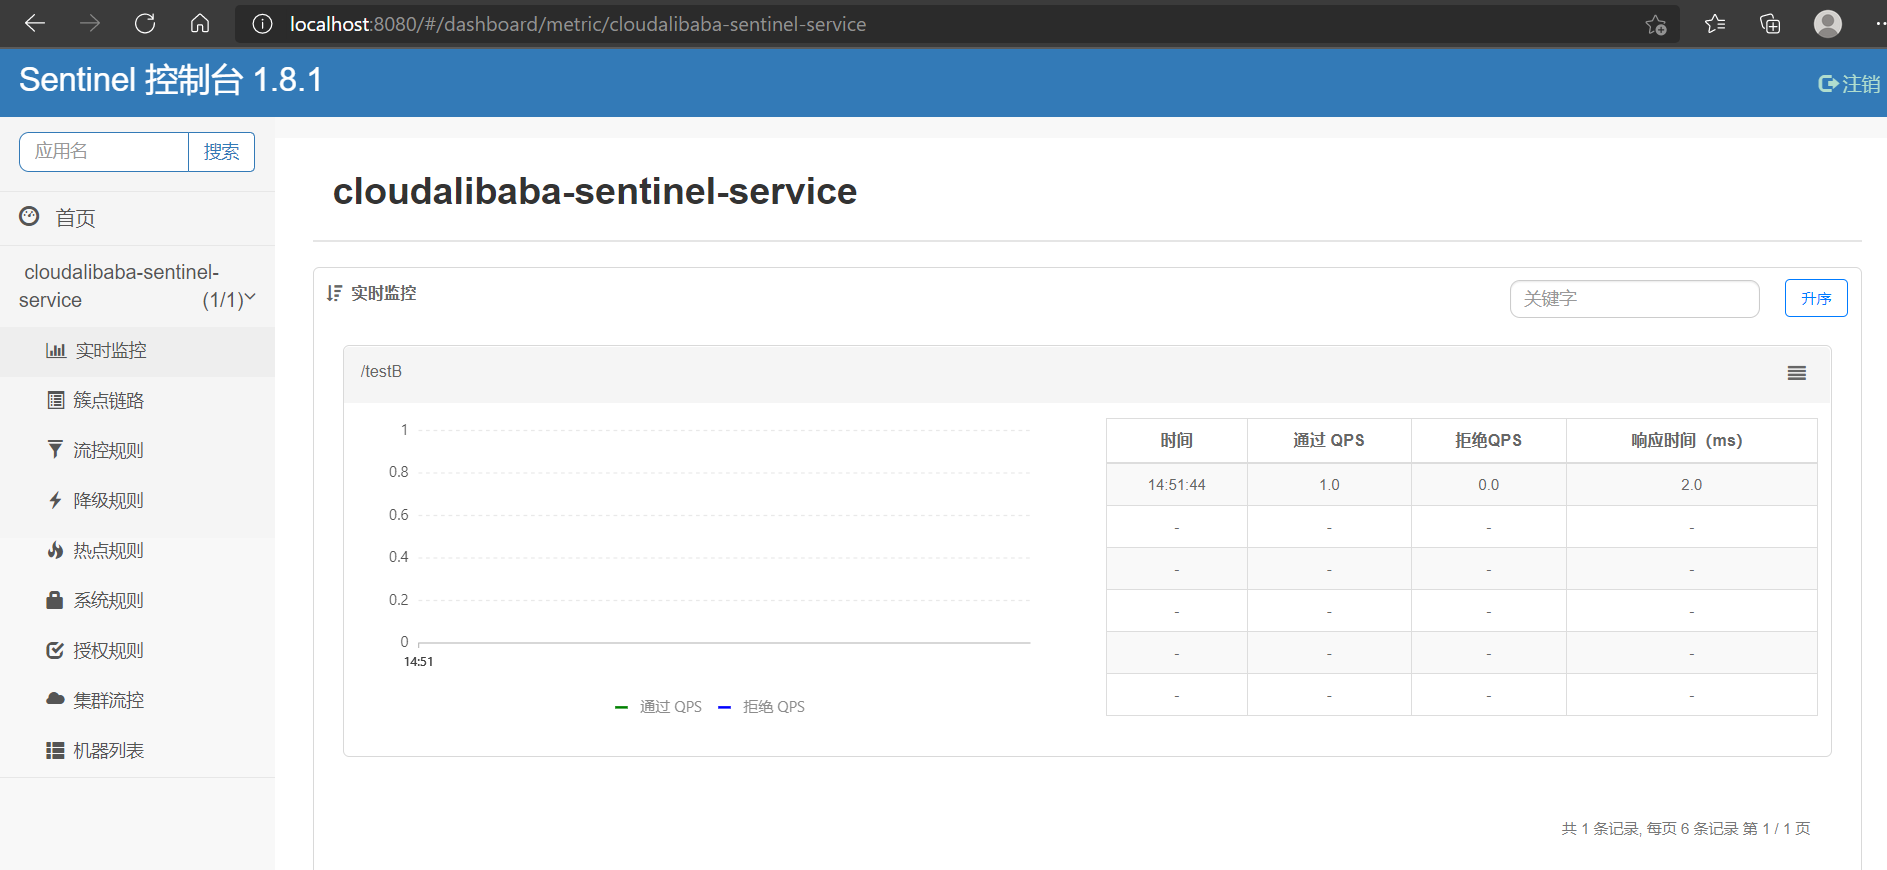 localhost:8080/#/dashboard/metric/cloudalibaba-sentinel-service
Sentinel 控制台 1.8.1
注销
应用名
搜索
首页
cloudalibaba-sentinel-
service (1/1)
实时监控
簇点链路
流控规则
降级规则
热点规则
系统规则
授权规则
集群流控
机器列表
cloudalibaba-sentinel-service
实时监控
关键字
升序
/testB
1
0.8
0.6
0.4
0.2
0
14:51
通过 QPS 拒绝 QPS
时间 通过 QPS 拒绝QPS 响应时间（ms）
14:51:44 1.0 0.0 2.0
- - - -
- - - -
- - - -
- - - -
- - - -
共 1 条记录, 每页 6 条记录 第 1 / 1 页